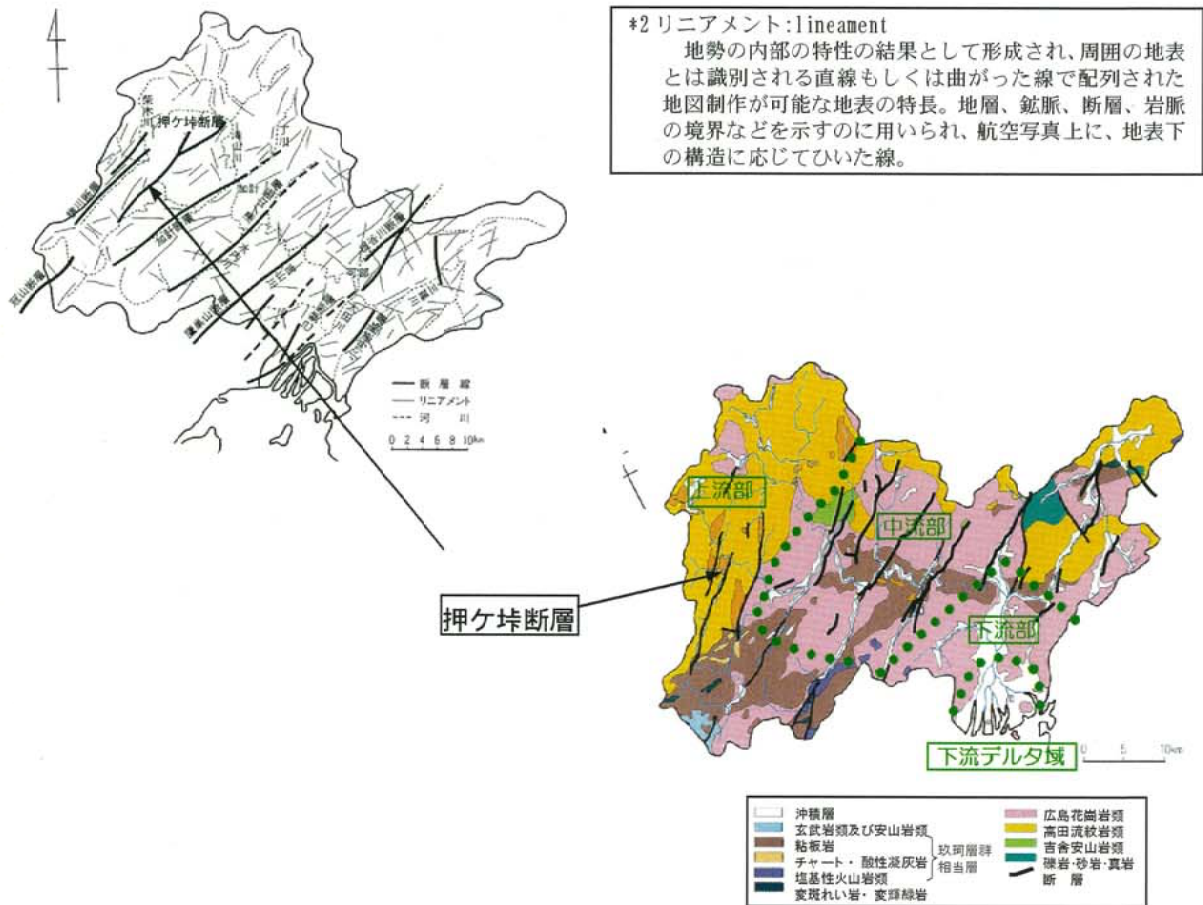 *2 リニアメント:lineament
地勢の内部の特性の結果として形成され、周囲の地表
とは識別される直線もしくは曲がった線で配列された
地図制作が可能な地表の特長。地層、鉱脈、断層、岩脈
の境界などを示すのに用いられ、航空写真上に、地表下
の構造に応じてひいた線。
柴木川
押ケ垰断層
滝山川
加計
断層線
リニアメント
河川
0 2 4 6 8 10km
押ケ垰断層
上流部
中流部
下流部
下流デルタ域
0 5 10km
沖積層
玄武岩類及び安山岩類
粘板岩
チャート・酸性凝灰岩
塩基性火山岩類
変斑れい岩・変輝緑岩
玖珂層群
相当層
広島花崗岩類
高田流紋岩類
吉舎安山岩類
礫岩・砂岩・真岩
断層